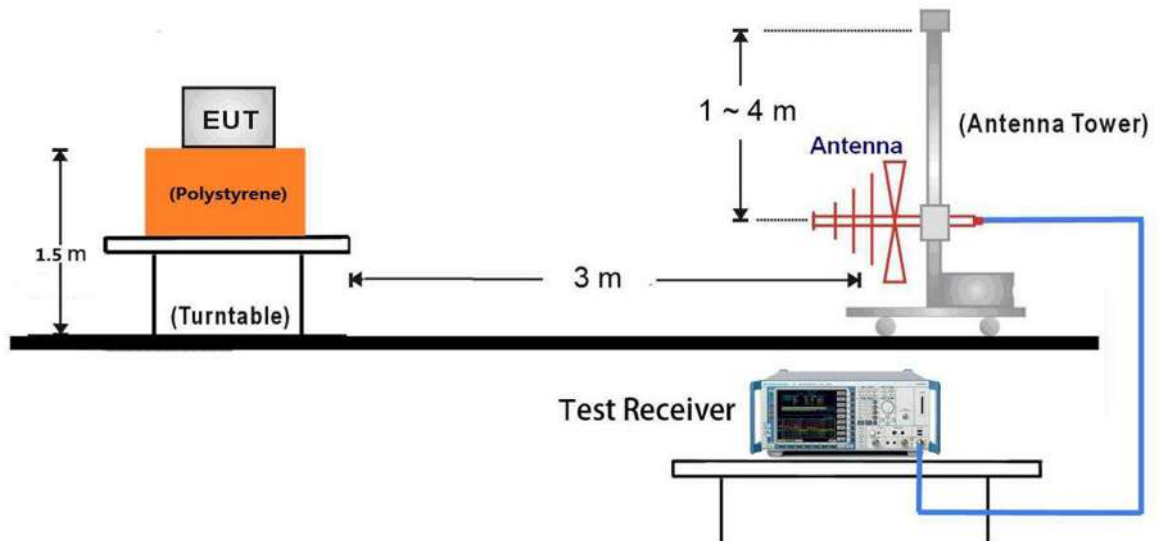 EUT
(Polystyrene)
1.5 m
(Turntable)
3 m
1 ~ 4 m
Antenna
(Antenna Tower)
Test Receiver